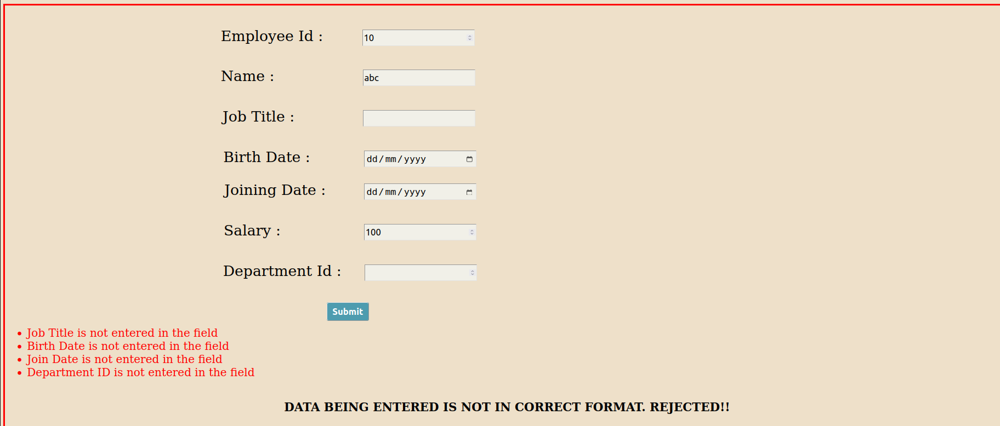 Employee Id : 10
Name : abc
Job Title :
Birth Date : dd/mm/yyyy
Joining Date : dd/mm/yyyy
Salary : 100
Department Id :
Submit
• Job Title is not entered in the field
• Birth Date is not entered in the field
• Join Date is not entered in the field
• Department ID is not entered in the field
DATA BEING ENTERED IS NOT IN CORRECT FORMAT. REJECTED!!